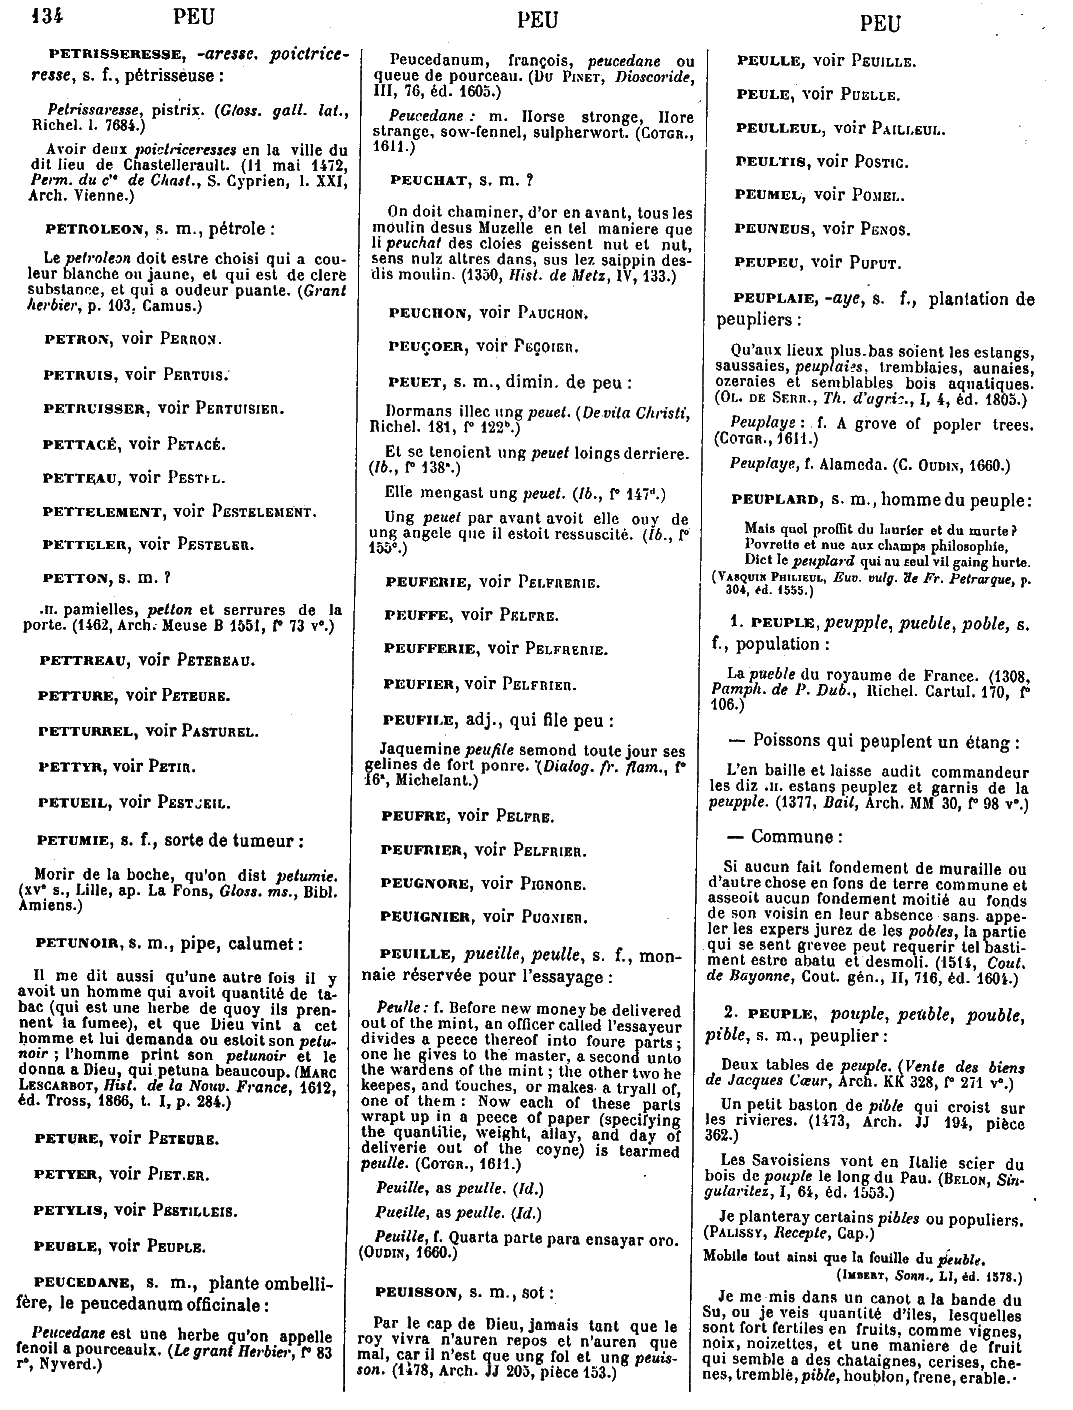 134 PEU PEU PEU
PETRISSERESSE, -aresse, poictrice-
resse, s. f., pétrisseuse :
Petrissaresse, pistrix. (Gloss. gall. lat.,
Richel. l. 7684.)
Avoir deux poictriceresses en la ville du
dit lieu de Chastellerault. (11 mai 1472,
Perm. du cte de Chast., S. Cyprien, l. XXI,
Arch. Vienne.)
PETROLEON, s. m., pétrole :
Le petroleon doit estre choisi qui a cou-
leur blanche ou jaune, et qui est de clere
substance, et qui a oudeur puante. (Grant
herbier, p. 103, Camus.)
PETRON, voir PERRON.
PETRUIS, voir PERTUIS.
PETRUISSER, voir PERTUISIER.
PETTACÉ, voir PETACÉ.
PETTEAU, voir PESTEL.
PETTELEMENT, voir PESTELEMENT.
PETTELER, voir PESTELER.
PETTON, s. m. ?
.II. pamielles, petton et serrures de la
porte. (1462, Arch. Meuse B 1551, f° 73 v°.)
PETTREAU, voir PETEREAU.
PETTURE, voir PETEURE.
PETTURREL, voir PASTUREL.
PETTYR, voir PETIR.
PETUEIL, voir PESTUEIL.
PETUMIE, s. f., sorte de tumeur :
Morir de la boche, qu'on dist petumie.
(XVe s., Lille, ap. La Fons, Gloss. ms., Bibl.
Amiens.)
PETUNOIR, s. m., pipe, calumet :
Il me dit aussi qu'une autre fois il y
avoit un homme qui avoit quantité de ta-
bac (qui est une herbe de quoy ils pren-
nent la fumee), et que Dieu vint a cet
homme et lui demanda ou estoit son petu-
noir ; l'homme print son petunoir et le
donna a Dieu, qui petuna beaucoup. (MARC
LESCARBOT, Hist. de la Nouv. France, 1612,
éd. Tross, 1866, t. I, p. 284.)
PETURE, voir PETEURE.
PETYER, voir PIETER.
PETYLIS, voir PESTILLEIS.
PEUBLE, voir PEUPLE.
PEUCEDANE, s. m., plante ombelli-
fère, le peucedanum officinale :
Peucedane est une herbe qu'on appelle
fenoil a pourceaulx. (Le grant Herbier, f° 83
r°, Nyverd.)
Peucedanum, françois, peucedane ou
queue de pourceau. (DU PINET, Dioscoride,
III, 76, éd. 1605.)
Peucedane : m. Horse stronge, Hore
strange, sow-fennel, sulpherwort. (COTGR.,
1611.)
PEUCHAT, s. m. ?
On doit chaminer, d'or en avant, tous les
moulin desus Muzelle en tel maniere que
li peuchat des cloies geissent nut et nut,
sens nulz altres dans, sus lez saippin des-
dis moulin. (1350, Hist. de Metz, IV, 133.)
PEUCHON, voir PAUCHON.
PEUÇOER, voir PEÇOIER.
PEUET, s. m., dimin. de peu :
Dormans illec ung peuet. (De vita Christi,
Richel. 181, f° 122b.)
Et se tenoient ung peuet loings derriere.
(Ib., f° 138a.)
Elle mengast ung peuet. (Ib., f° 147d.)
Ung peuet par avant avoit elle ouy de
ung angele que il estoit ressuscité. (Ib., f°
155c.)
PEUFERIE, voir PELFRERIE.
PEUFFE, voir PELFRE.
PEUFFERIE, voir PELFRERIE.
PEUFIER, voir PELFRIER.
PEUFILE, adj., qui file peu :
Jaquemine peufile semond toute jour ses
gelines de fort ponre. (Dialog. fr. flam., f°
16a, Michelant.)
PEUFRE, voir PELFRE.
PEUFRIER, voir PELFRIER.
PEUGNORE, voir PIGNORE.
PEUIGNIER, voir PUGNIER.
PEUILLE, pueille, peulle, s. f., mon-
naie réservée pour l'essayage :
Peulle : f. Before new money be delivered
out of the mint, an officer called l'essayeur
divides a peece thereof into foure parts ;
one he gives to the master, a second unto
the wardens of the mint ; the other two he
keepes, and touches, or makes a tryall of,
one of them : Now each of these parts
wrapt up in a peece of paper (specifying
the quantitie, weight, allay, and day of
deliverie out of the coyne) is tearmed
peulle. (COTGR., 1611.)
Peuille, as peulle. (Id.)
Pueille, as peulle. (Id.)
Peuille, f. Quarta parte para ensayar oro.
(OUDIN, 1660.)
PEUISSON, s. m., sot :
Par le cap de Dieu, jamais tant que le
roy vivra n'auren repos et n'auren que
mal, car il n'est que ung fol et ung peuis-
son. (1478, Arch. JJ 205, pièce 153.)
PEULLE, voir PEUILLE.
PEULE, voir PUELLE.
PEULLEUL, voir PAILLEUL.
PEULTIS, voir POSTIC.
PEUMEL, voir POMEL.
PEUNEUS, voir PENOS.
PEUPEU, voir PUPUT.
PEUPLAIE, -aye, s. f., plantation de
peupliers :
Qu'aux lieux plus bas soient les estangs,
saussaies, peuplaies, tremblaies, aunaies,
ozeraies et semblables bois aquatiques.
(OL. DE SERR., Th. d'agric., I, 4, éd. 1805.)
Peuplaye : f. A grove of popler trees.
(COTGR., 1611.)
Peuplaye, f. Alameda. (C. OUDIN, 1660.)
PEUPLARD, s. m., homme du peuple :
Mais quel proffit du laurier et du murte?
Povrette et nue aux champs philosophie,
Dict le peuplard qui au seul vil gaing hurte.
(VASQUIN PHILIEUL, Euv. vulg. de Fr. Petrarque, p.
304, éd. 1555.)
1. PEUPLE, peupple, pueble, poble, s.
f., population :
La pueble du royaume de France. (1308,
Pamph. de P. Dub., Richel. Cartul. 170, f°
106.)
— Poissons qui peuplent un étang :
L'en baille et laisse audit commandeur
les diz .II. estans peuplez et garnis de la
peupple. (1377, Bail, Arch. MM 30, f° 98 v°.)
— Commune :
Si aucun fait fondement de muraille ou
d'autre chose en fons de terre commune et
asseoit aucun fondement moitié au fonds
de son voisin en leur absence sans appe-
ler les expers jurez de les pobles, la partie
qui se sent grevee peut requerir tel basti-
ment estre abatu et desmoli. (1514, Cout.
de Bayonne, Cout. gén., II, 716, éd. 1604.)
2. PEUPLE, pouple, peuble, pouble,
pible, s. m., peuplier :
Deux tables de peuple. (Vente des biens
de Jacques Cœur, Arch. KK 328, f° 271 v°.)
Un petit baston de pible qui croist sur
les rivieres. (1473, Arch. JJ 194, pièce
362.)
Les Savoisiens vont en Italie scier du
bois de pouple le long du Pau. (BELON, Sin-
gularitez, I, 64, éd. 1553.)
Je planteray certains pibles ou populiers.
(PALISSY, Recepte, Cap.)
Mobile tout ainsi que la fouille du peuble.
(IMBERT, Sonn., LI, éd. 1578.)
Je me mis dans un canot a la bande du
Su, ou je veis quantité d'iles, lesquelles
sont fort fertiles en fruits, comme vignes,
noix, noizettes, et une maniere de fruit
qui semble a des chataignes, cerises, che-
nes, tremble, pible, houblon, frene, erable.